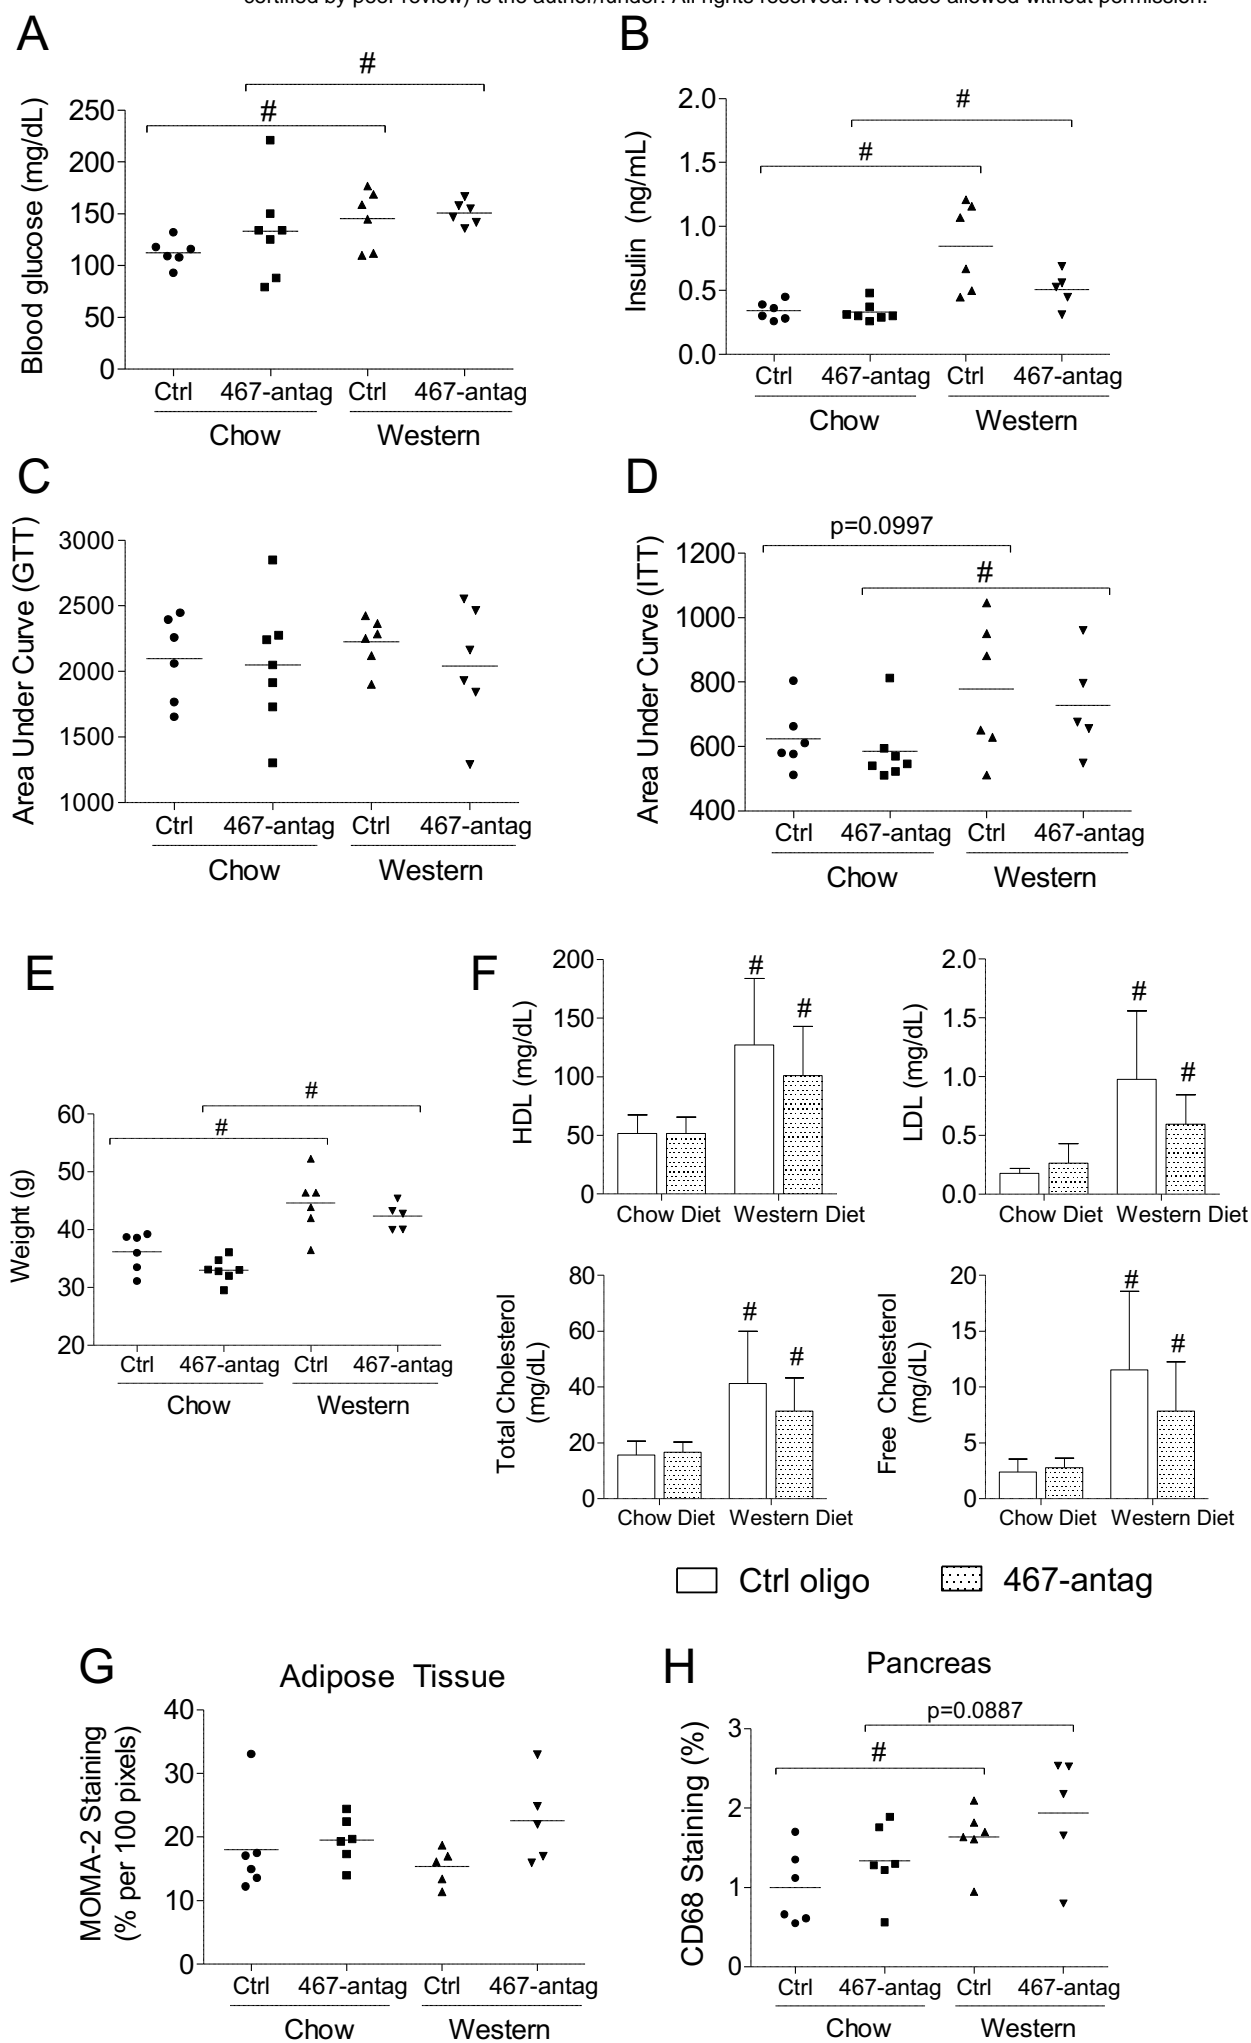 certified by peer review) is the author/funder. All rights reserved. No reuse allowed without permission.
A
#
#
Blood glucose (mg/dL)
250
200
150
100
50
0
Ctrl 467-antag Ctrl 467-antag
Chow Western
B
#
#
Insulin (ng/mL)
2.0
1.5
1.0
0.5
0.0
Ctrl 467-antag Ctrl 467-antag
Chow Western
C
Area Under Curve (GTT)
3000
2500
2000
1500
1000
Ctrl 467-antag Ctrl 467-antag
Chow Western
D
p=0.0997
#
Area Under Curve (ITT)
1200
1000
800
600
400
Ctrl 467-antag Ctrl 467-antag
Chow Western
E
#
#
Weight (g)
60
50
40
30
20
Ctrl 467-antag Ctrl 467-antag
Chow Western
F
HDL (mg/dL)
200
150
100
50
0
#
#
Chow Diet Western Diet
LDL (mg/dL)
2.0
1.5
1.0
0.5
0.0
#
#
Chow Diet Western Diet
Total Cholesterol
(mg/dL)
80
60
40
20
0
#
#
Chow Diet Western Diet
Free Cholesterol
(mg/dL)
20
15
10
5
0
#
#
Chow Diet Western Diet
Ctrl oligo 467-antag
G
Adipose Tissue
MOMA-2 Staining
(% per 100 pixels)
40
30
20
10
0
Ctrl 467-antag Ctrl 467-antag
Chow Western
H
Pancreas
p=0.0887
#
CD68 Staining (%)
3
2
1
0
Ctrl 467-antag Ctrl 467-antag
Chow Western